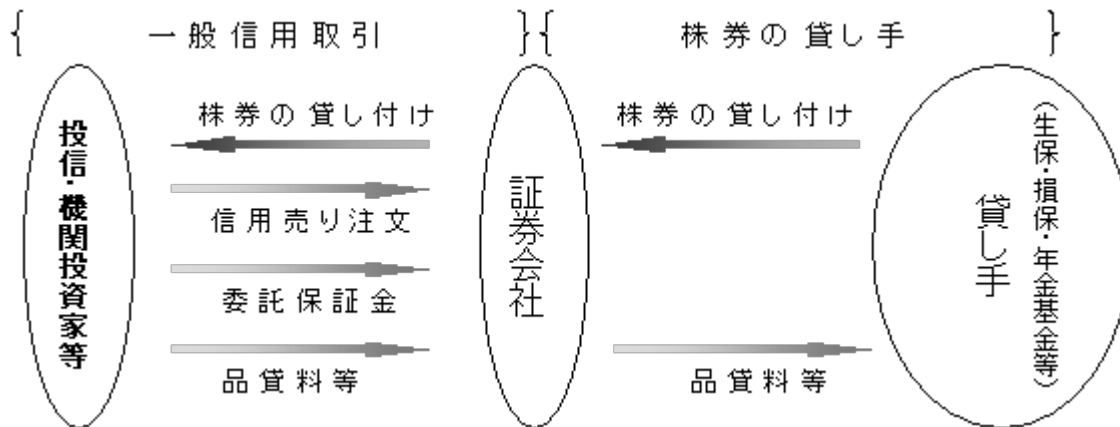 { 一般信用取引 } { 株券の貸し手 }
株券の貸し付け
株券の貸し付け
投信・機関投資家等
信用売り注文
委託保証金
品貸料等
証券会社
品貸料等
貸し手
(生保・損保・年金基金等)